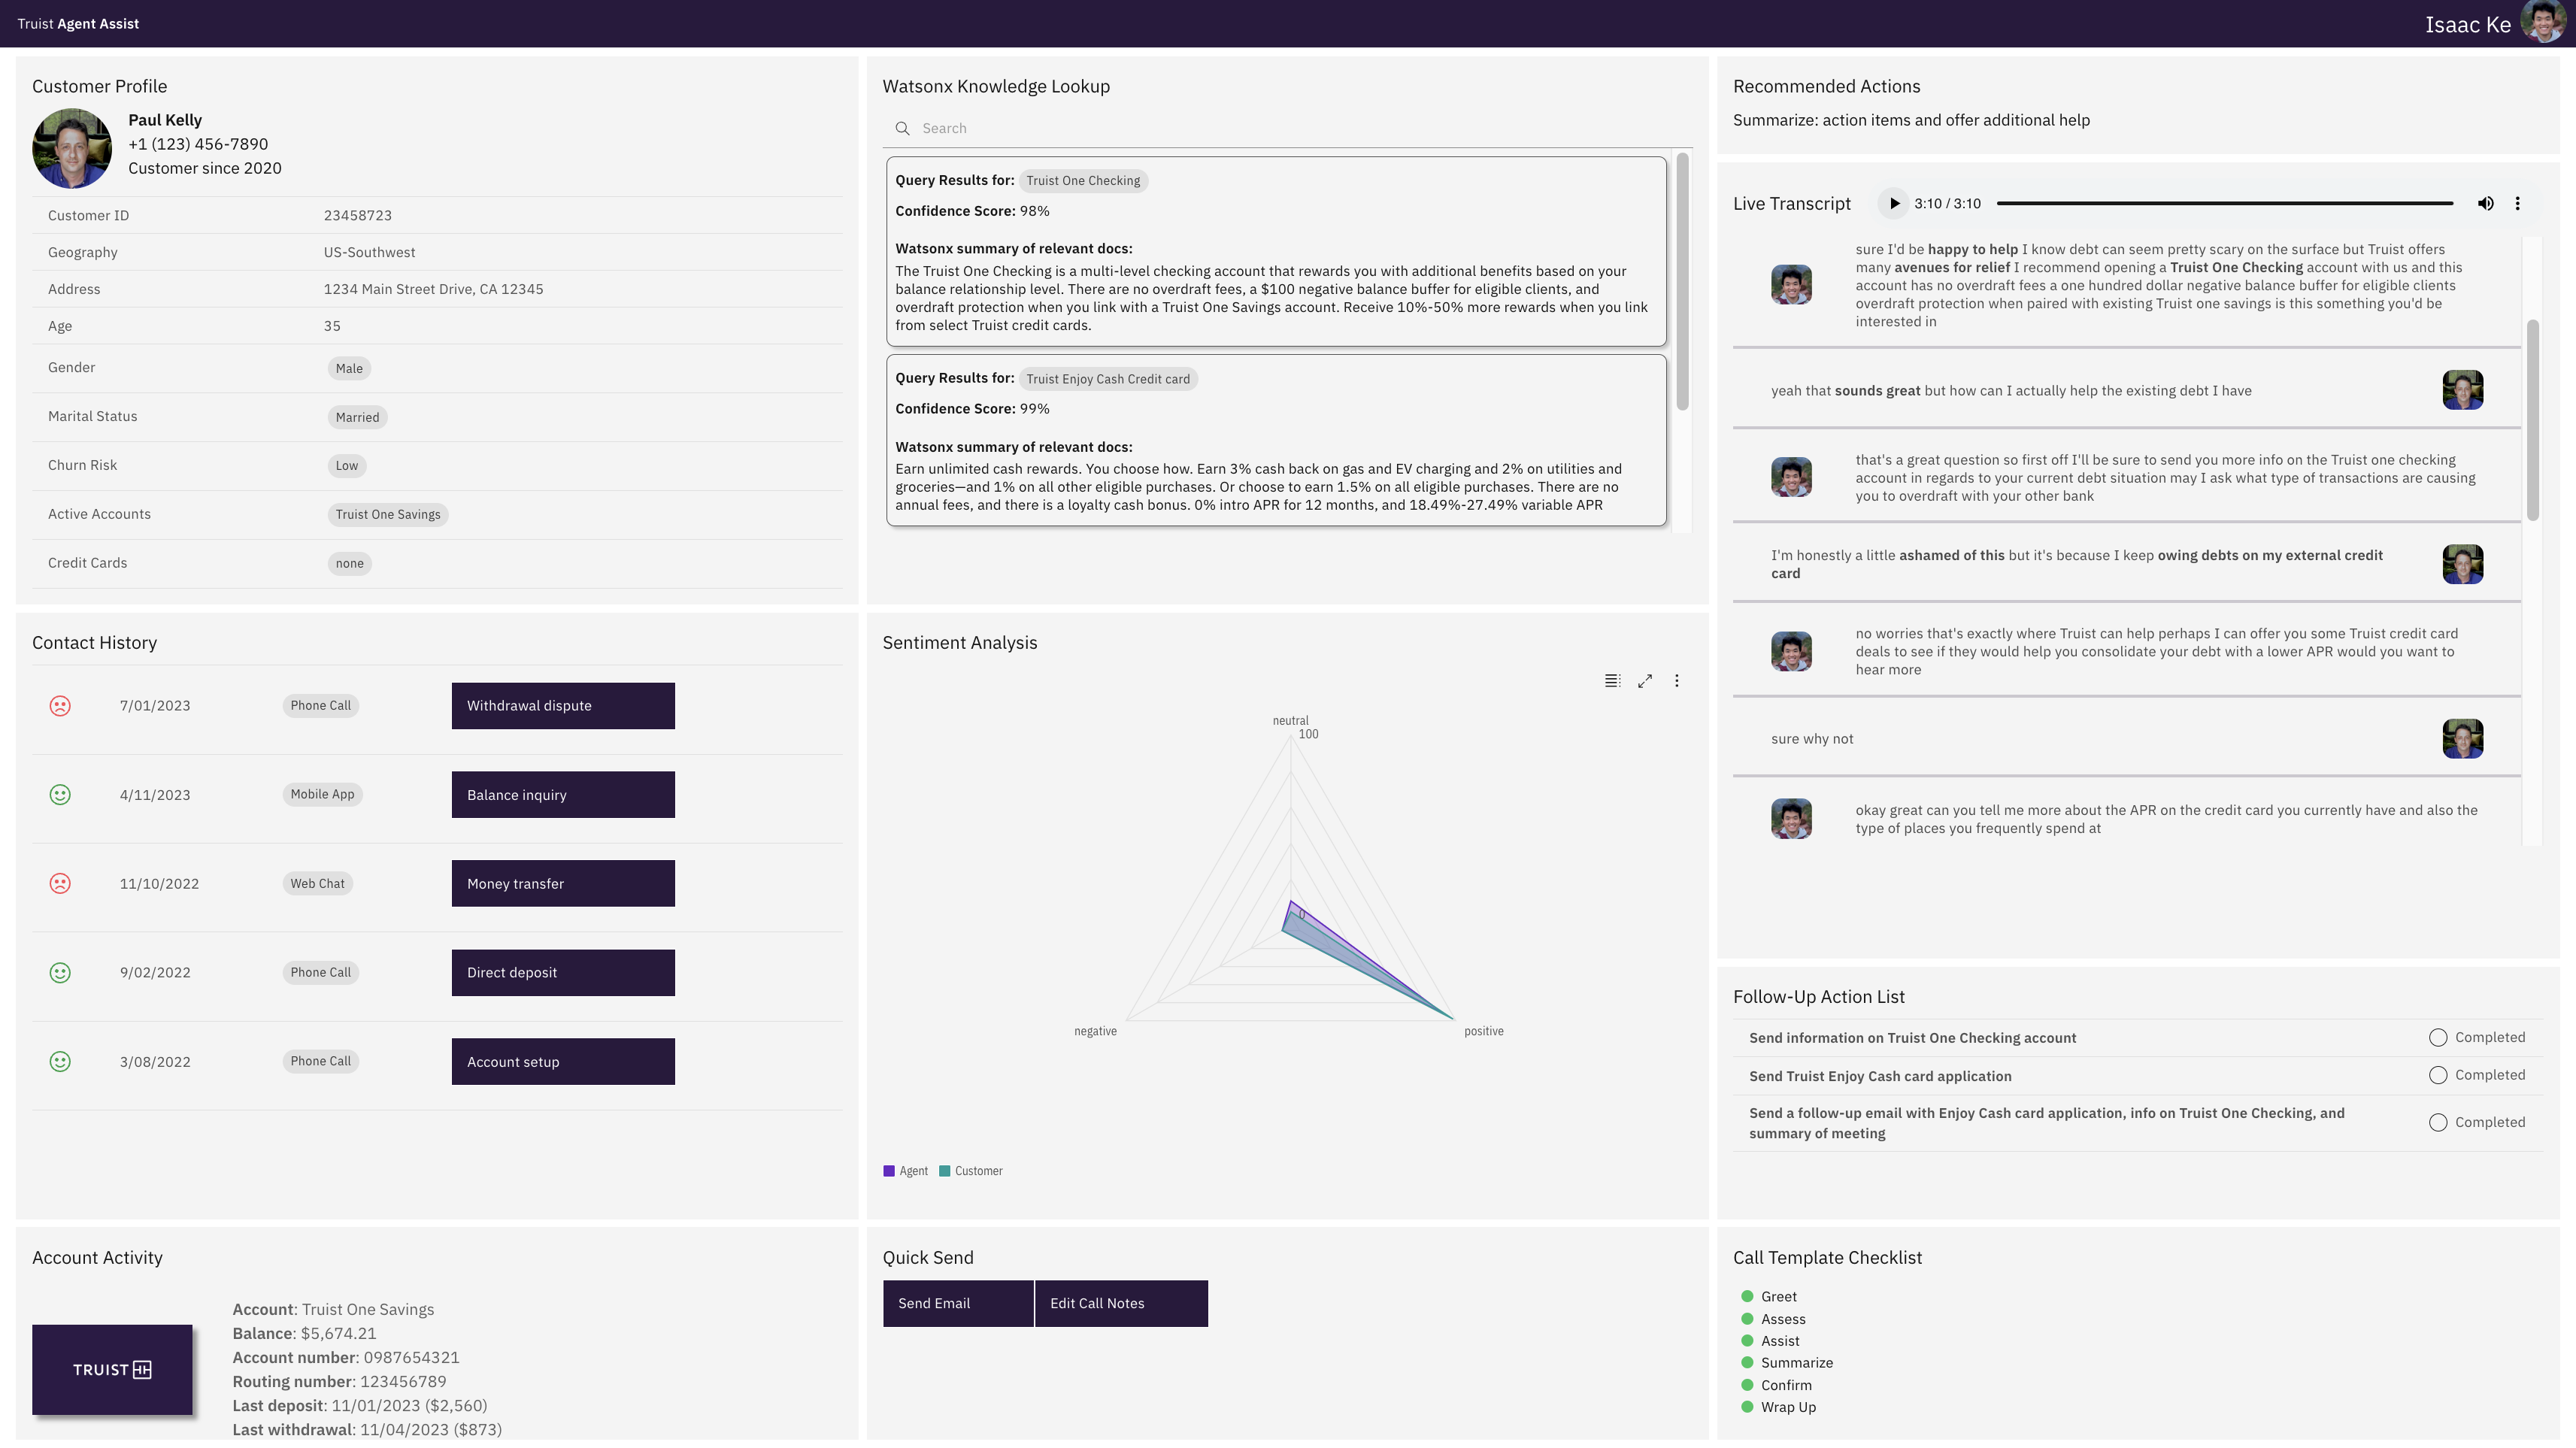 Truist Agent Assist
Isaac Ke
Customer Profile
Paul Kelly
+1 (123) 456-7890
Customer since 2020
Customer ID 23458723
Geography US-Southwest
Address 1234 Main Street Drive, CA 12345
Age 35
Gender Male
Marital Status Married
Churn Risk Low
Active Accounts Truist One Savings
Credit Cards none
Watsonx Knowledge Lookup
Search
Query Results for: Truist One Checking
Confidence Score: 98%
Watsonx summary of relevant docs:
The Truist One Checking is a multi-level checking account that rewards you with additional benefits based on your
balance relationship level. There are no overdraft fees, a $100 negative balance buffer for eligible clients, and
overdraft protection when you link with a Truist One Savings account. Receive 10%-50% more rewards when you link
from select Truist credit cards.
Query Results for: Truist Enjoy Cash Credit card
Confidence Score: 99%
Watsonx summary of relevant docs:
Earn unlimited cash rewards. You choose how. Earn 3% cash back on gas and EV charging and 2% on utilities and
groceries—and 1% on all other eligible purchases. Or choose to earn 1.5% on all eligible purchases. There are no
annual fees, and there is a loyalty cash bonus. 0% intro APR for 12 months, and 18.49%-27.49% variable APR
Recommended Actions
Summarize: action items and offer additional help
Live Transcript 3:10 / 3:10
sure I'd be happy to help I know debt can seem pretty scary on the surface but Truist offers
many avenues for relief I recommend opening a Truist One Checking account with us and this
account has no overdraft fees a one hundred dollar negative balance buffer for eligible clients
overdraft protection when paired with existing Truist one savings is this something you'd be
interested in
yeah that sounds great but how can I actually help the existing debt I have
that's a great question so first off I'll be sure to send you more info on the Truist one checking
account in regards to your current debt situation may I ask what type of transactions are causing
you to overdraft with your other bank
I'm honestly a little ashamed of this but it's because I keep owing debts on my external credit
card
no worries that's exactly where Truist can help perhaps I can offer you some Truist credit card
deals to see if they would help you consolidate your debt with a lower APR would you want to
hear more
sure why not
okay great can you tell me more about the APR on the credit card you currently have and also the
type of places you frequently spend at
Contact History
7/01/2023 Phone Call Withdrawal dispute
4/11/2023 Mobile App Balance inquiry
11/10/2022 Web Chat Money transfer
9/02/2022 Phone Call Direct deposit
3/08/2022 Phone Call Account setup
Sentiment Analysis
neutral
100
0
negative
positive
Agent Customer
Follow-Up Action List
Send information on Truist One Checking account Completed
Send Truist Enjoy Cash card application Completed
Send a follow-up email with Enjoy Cash card application, info on Truist One Checking, and
summary of meeting Completed
Account Activity
TRUIST
Account: Truist One Savings
Balance: $5,674.21
Account number: 0987654321
Routing number: 123456789
Last deposit: 11/01/2023 ($2,560)
Last withdrawal: 11/04/2023 ($873)
Quick Send
Send Email Edit Call Notes
Call Template Checklist
Greet
Assess
Assist
Summarize
Confirm
Wrap Up